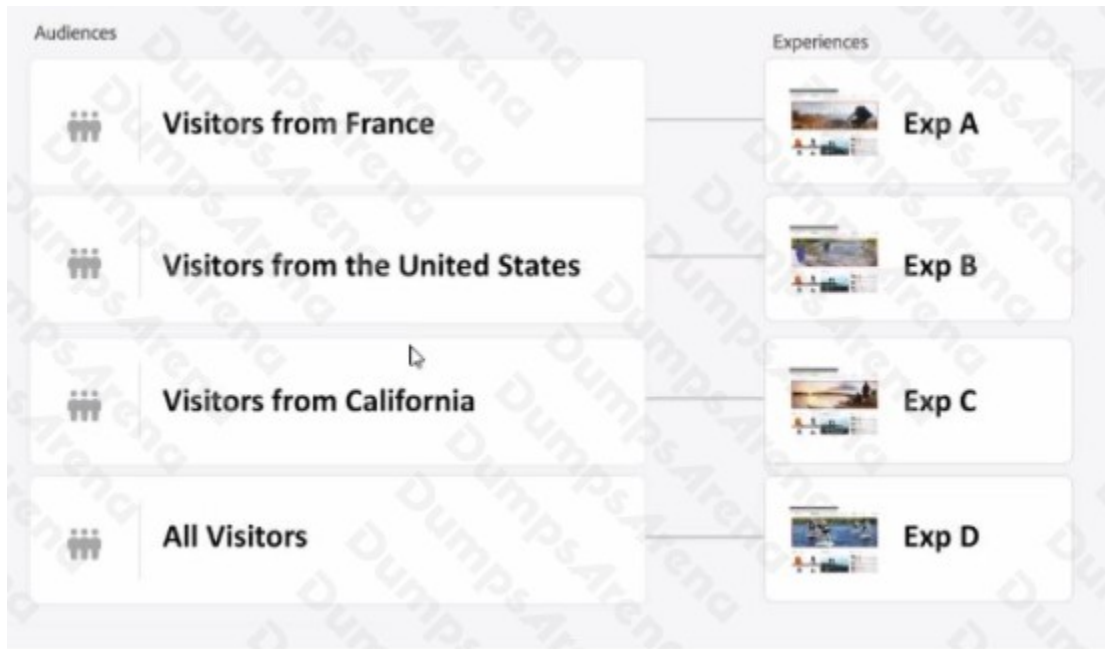 Audiences
Experiences
Visitors from France
Exp A
Visitors from the United States
Exp B
Visitors from California
Exp C
All Visitors
Exp D
DumpsArena